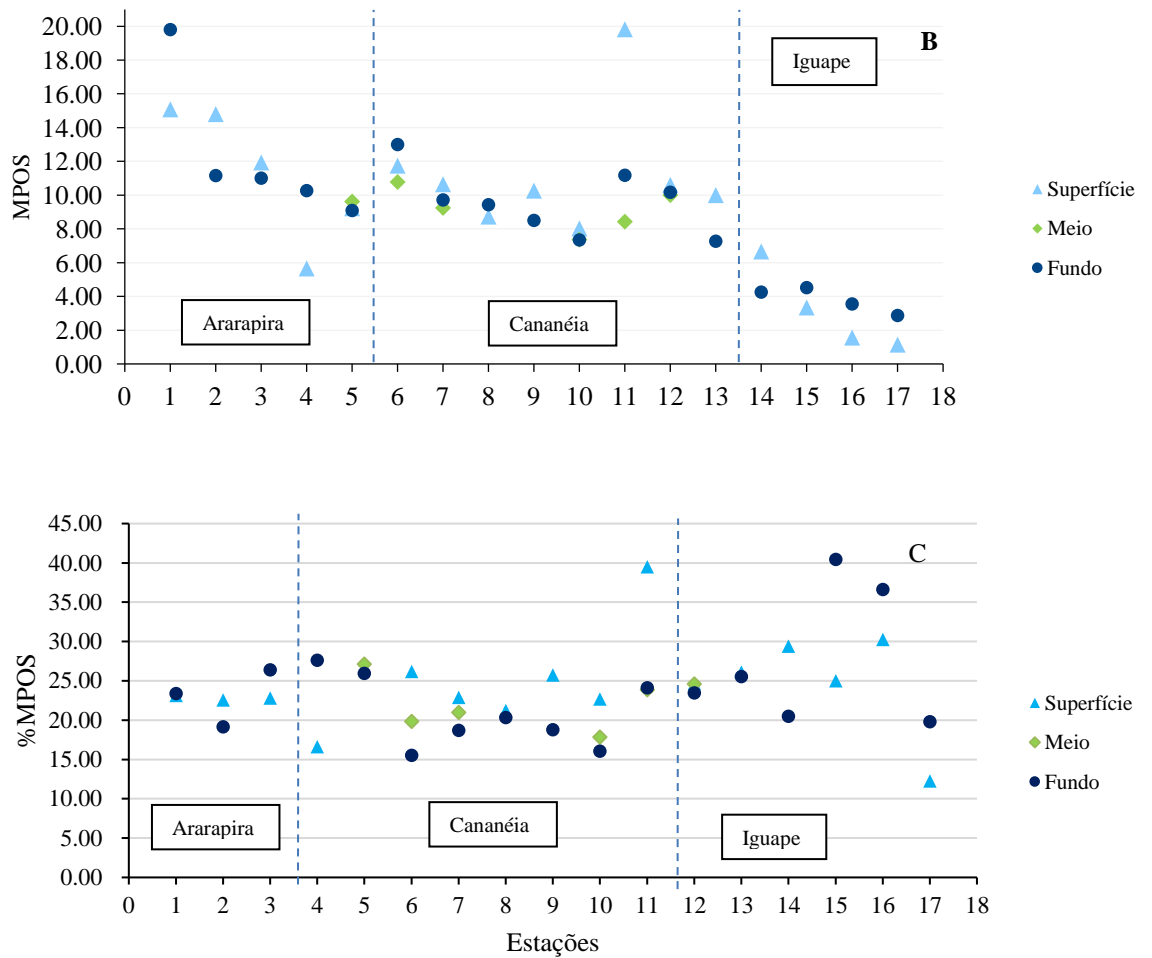 20.00
18.00
16.00
14.00
12.00
10.00
8.00
6.00
4.00
2.00
0.00
MPOS
B
Iguape
Ararapira
Cananéia
Superfície
Meio
Fundo
0 1 2 3 4 5 6 7 8 9 10 11 12 13 14 15 16 17 18
45.00
40.00
35.00
30.00
25.00
20.00
15.00
10.00
5.00
0.00
%MPOS
C
Ararapira
Cananéia
Iguape
Superfície
Meio
Fundo
0 1 2 3 4 5 6 7 8 9 10 11 12 13 14 15 16 17 18
Estações